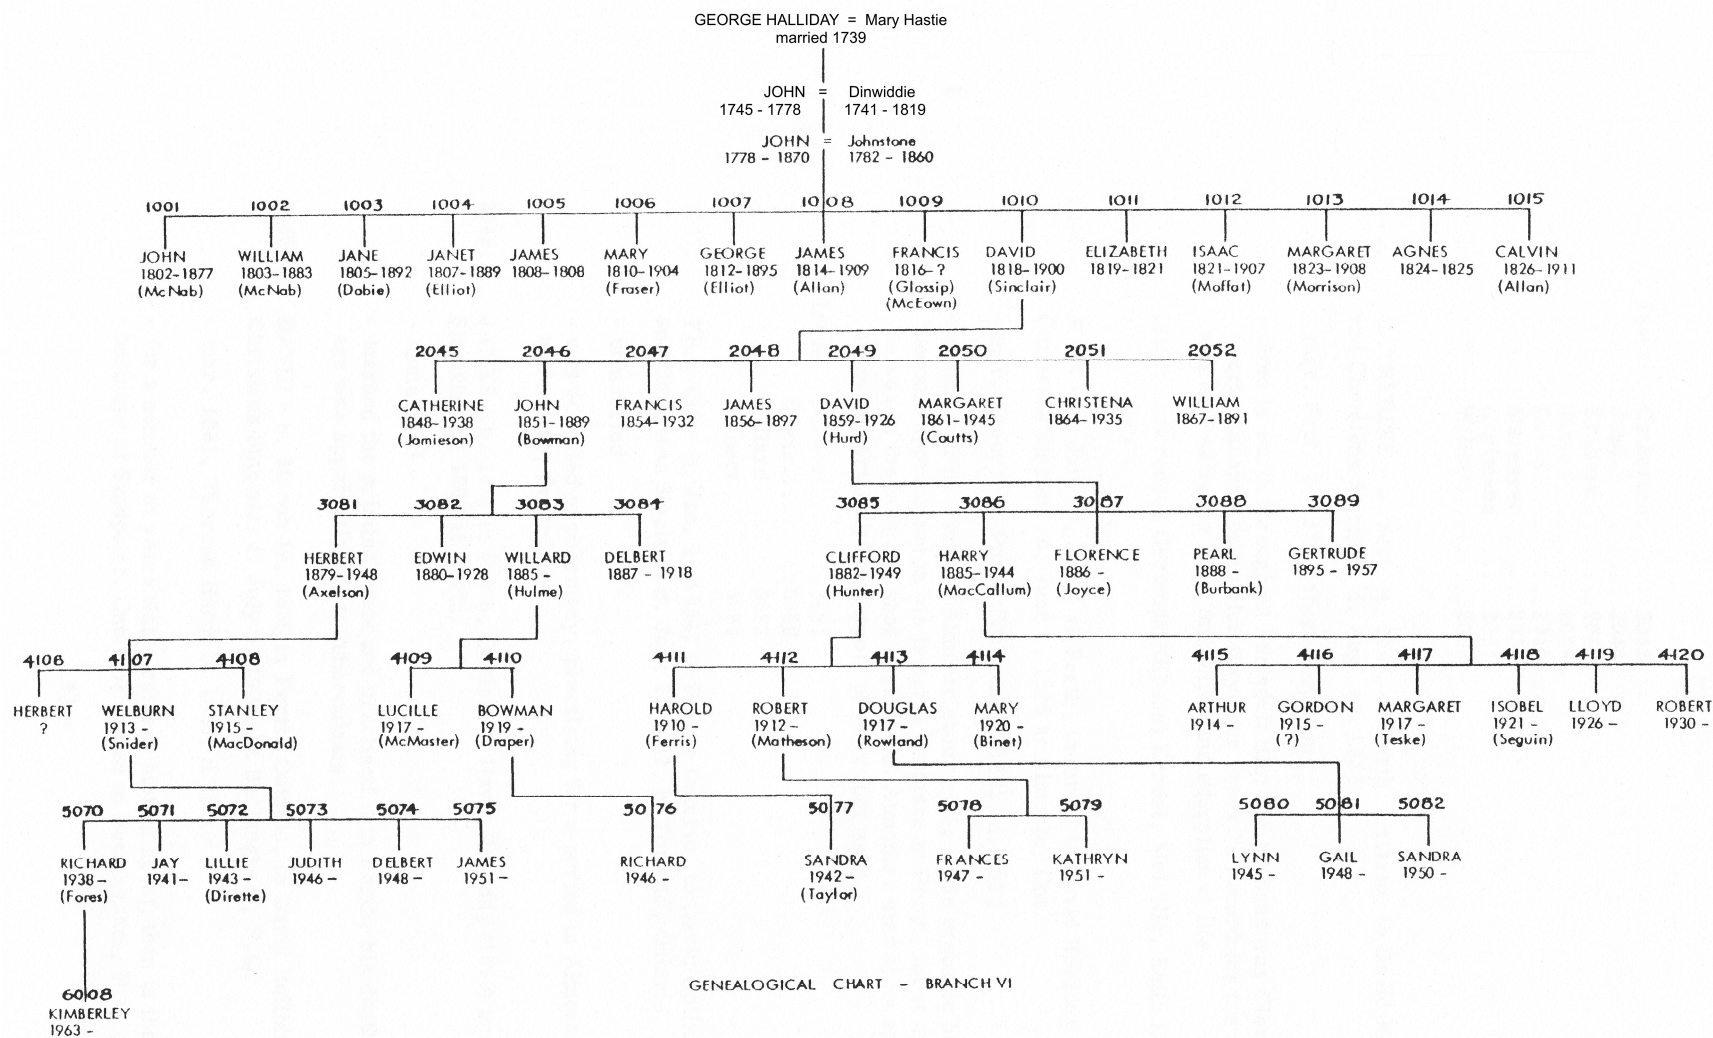 GEORGE HALLIDAY = Mary Hastie
married 1739
JOHN = Dinwiddie
1745 - 1778 1741 - 1819
JOHN = Johnstone
1778 - 1870 1782 - 1860
1001 1002 1003 1004 1005 1006 1007 1008 1009 1010 1011 1012 1013 1014 1015
JOHN WILLIAM JANE JANET JAMES MARY GEORGE JAMES FRANCIS DAVID ELIZABETH ISAAC MARGARET AGNES CALVIN
1802-1877 1803-1883 1805-1892 1807-1889 1808-1808 1810-1904 1812-1895 1814-1909 1816-? 1818-1900 1819-1821 1821-1907 1823-1908 1824-1825 1826-1911
(McNab) (McNab) (Dobie) (Elliot) (Fraser) (Elliot) (Allan) (Glossip) (Sinclair) (Moffat) (Morrison) (Allan)
(McEown)
2045 2046 2047 2048 2049 2050 2051 2052
CATHERINE JOHN FRANCIS JAMES DAVID MARGARET CHRISTENA WILLIAM
1848-1938 1851-1889 1854-1932 1856-1897 1859-1926 1861-1945 1864-1935 1867-1891
(Jamieson) (Bowman) (Hurd) (Coutts)
3081 3082 3083 3084 3085 3086 3087 3088 3089
HERBERT EDWIN WILLARD DELBERT CLIFFORD HARRY FLORENCE PEARL GERTRUDE
1879-1948 1880-1928 1885 - 1887 - 1918 1882-1949 1885-1944 1886 - 1888 - 1895 - 1957
(Axelson) (Hulme) (Hunter) (MacCallum) (Joyce) (Burbank)
4106 4107 4108 4109 4110 4111 4112 4113 4114 4115 4116 4117 4118 4119 4120
HERBERT WELBURN STANLEY LUCILLE BOWMAN HAROLD ROBERT DOUGLAS MARY ARTHUR GORDON MARGARET ISOBEL LLOYD ROBERT
? 1913 - 1915 - 1917 - 1919 - 1910 - 1912 - 1917 - 1920 - 1914 - 1915 - 1917 - 1921 - 1926 - 1930 -
(Snider) (MacDonald) (McMaster) (Draper) (Ferris) (Matheson) (Rowland) (Binet) (?) (Teske) (Seguin)
5070 5071 5072 5073 5074 5075 5076 5077 5078 5079 5080 5081 5082
RICHARD JAY LILLIE JUDITH DELBERT JAMES RICHARD SANDRA FRANCES KATHRYN LYNN GAIL SANDRA
1938- 1941- 1943- 1946- 1948- 1951- 1946 - 1942- 1947 - 1951 - 1945 - 1948 - 1950 -
(Fores) (Dirette) (Taylor)
6008
KIMBERLEY
1963 -
GENEALOGICAL CHART - BRANCH VI